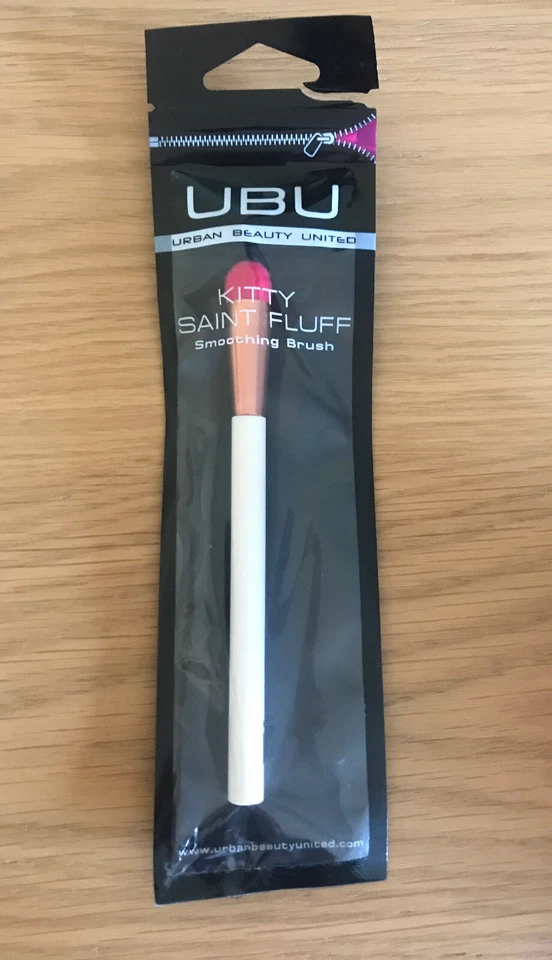 UBU
URBAN BEAUTY UNITED
KITTY
SAINT FLUFF
Smoothing Brush
www.urbanbeautyunited.com